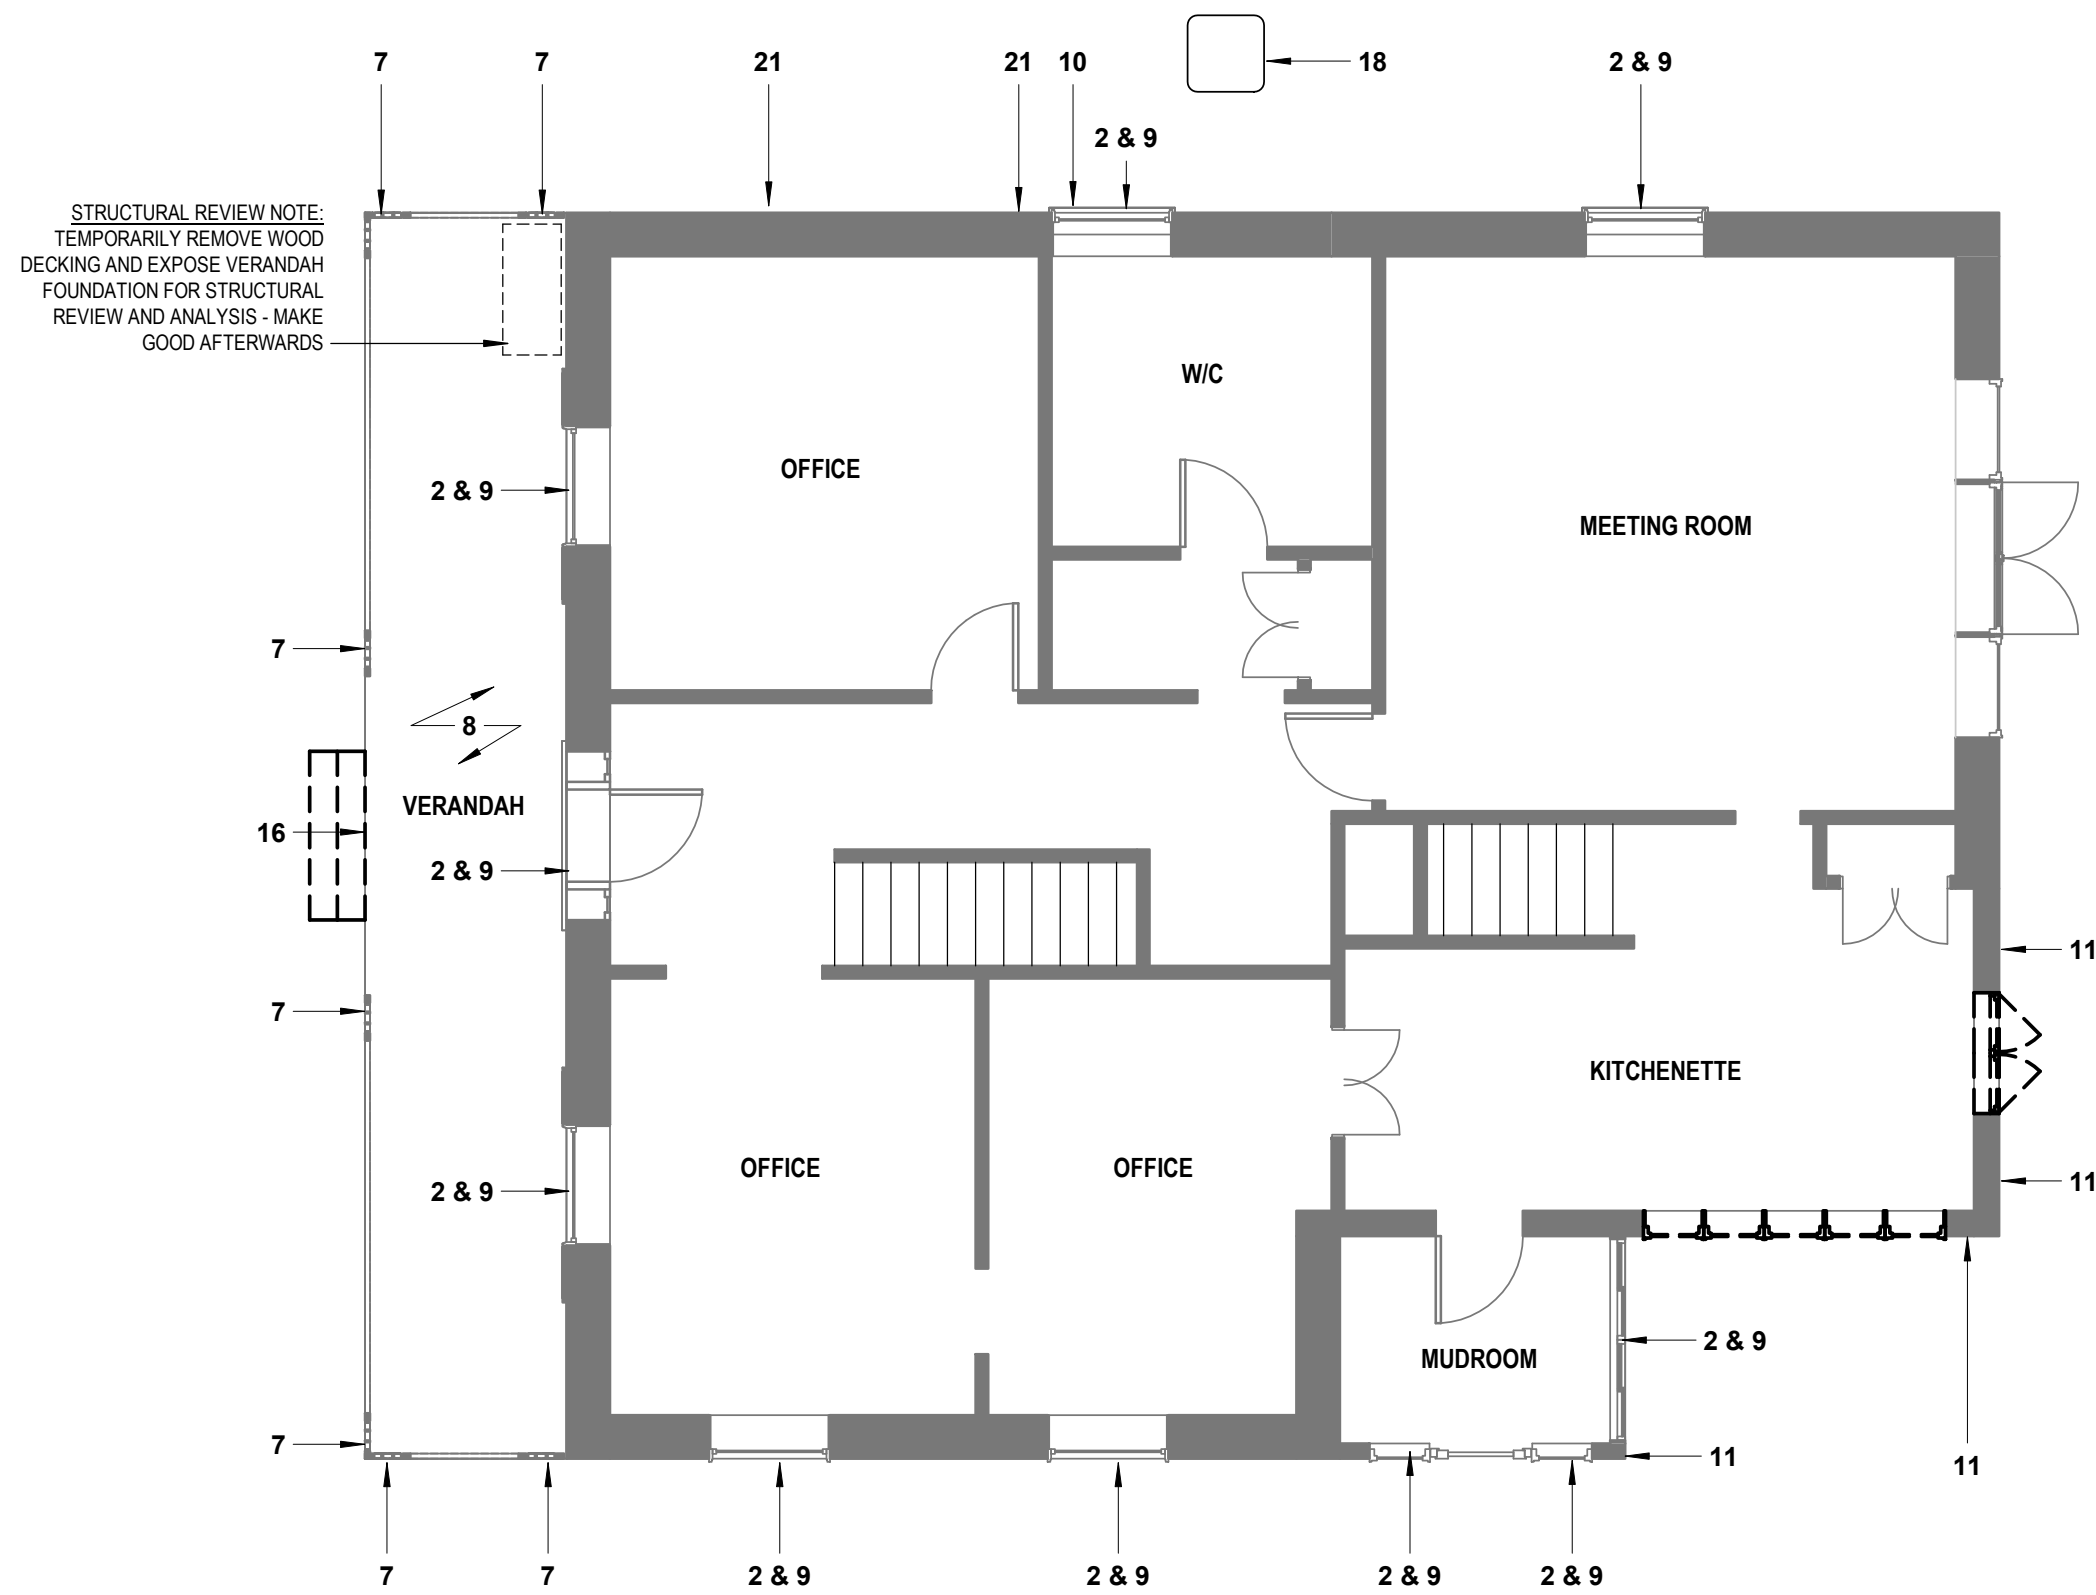 7
7
21
21
10
18
2 & 9
2 & 9
STRUCTURAL REVIEW NOTE:
TEMPORARILY REMOVE WOOD
DECKING AND EXPOSE VERANDAH
FOUNDATION FOR STRUCTURAL
REVIEW AND ANALYSIS - MAKE
GOOD AFTERWARDS
W/C
OFFICE
2 & 9
MEETING ROOM
7
8
VERANDAH
16
2 & 9
11
7
KITCHENETTE
OFFICE
OFFICE
11
2 & 9
2 & 9
MUDROOM
7
11
11
7
7
2 & 9
2 & 9
2 & 9
2 & 9